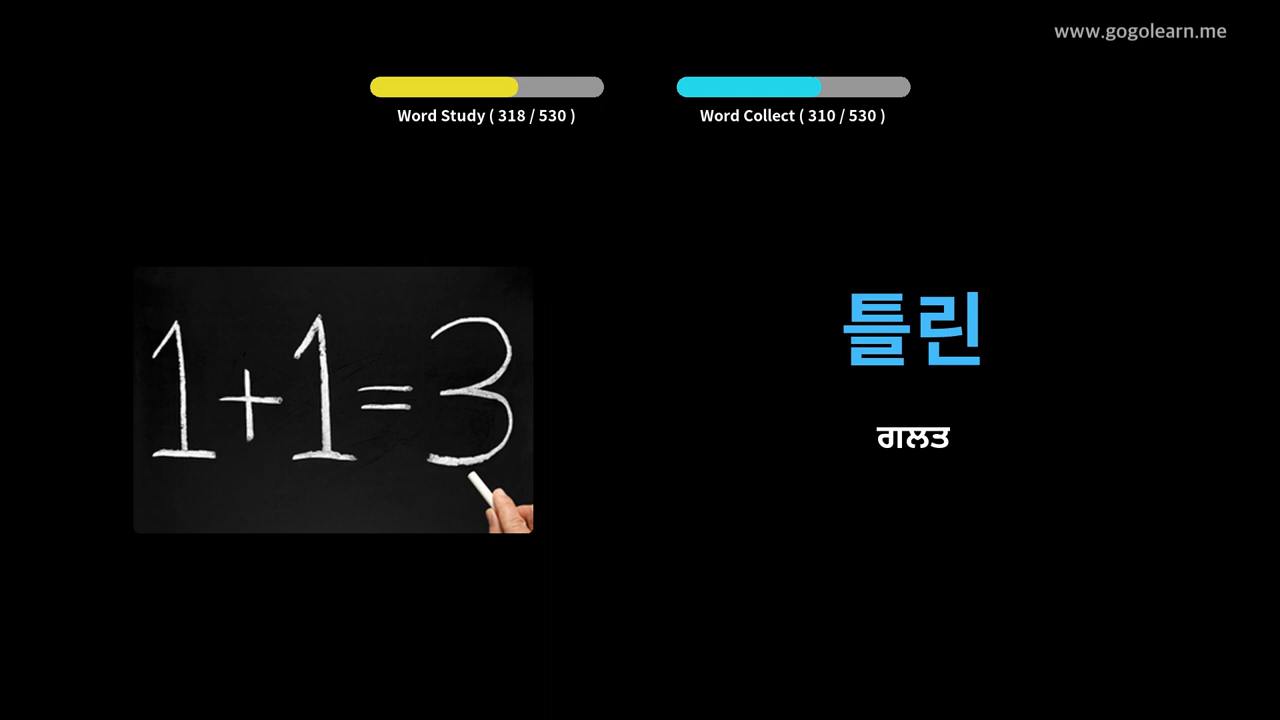 www.gogolearn.me
Word Study ( 318 / 530 )
Word Collect ( 310 / 530 )
1+1=3
틀린
ਗਲਤ